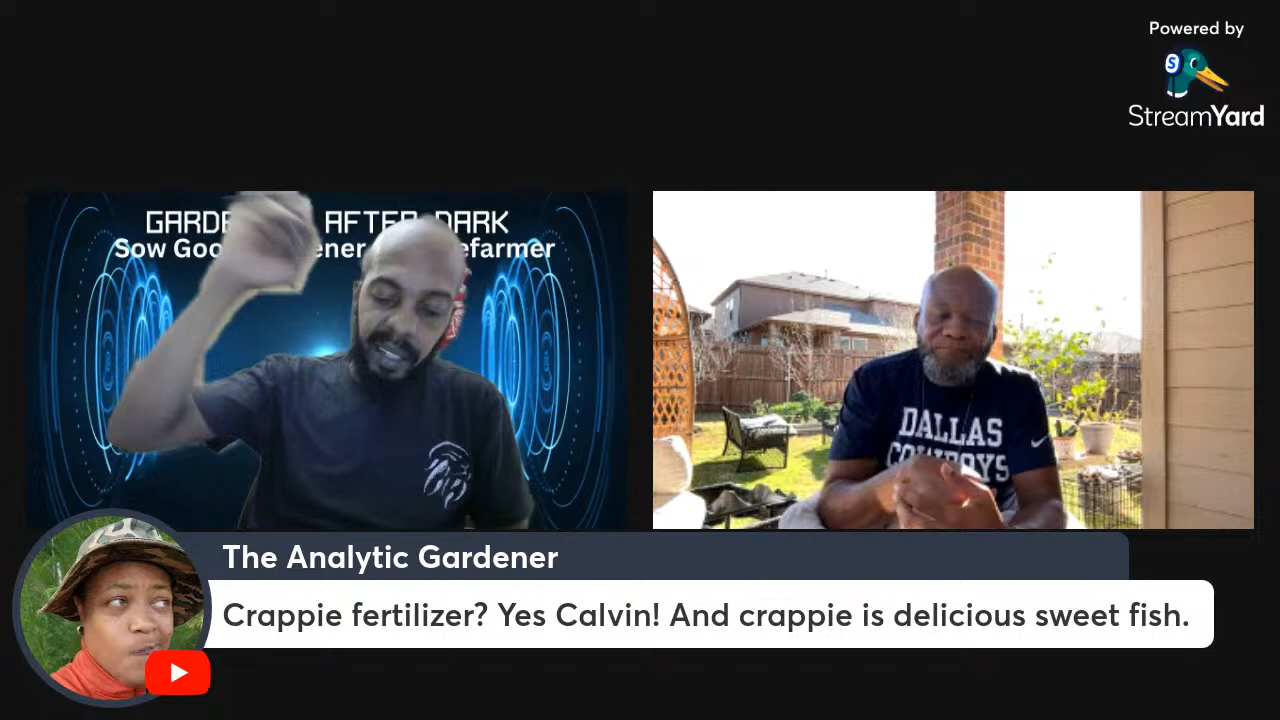 Powered by
S
StreamYard
AFTER DARK
Sow Goo
DALLAS
COWBOYS
The Analytic Gardener
Crappie fertilizer? Yes Calvin! And crappie is delicious sweet fish.